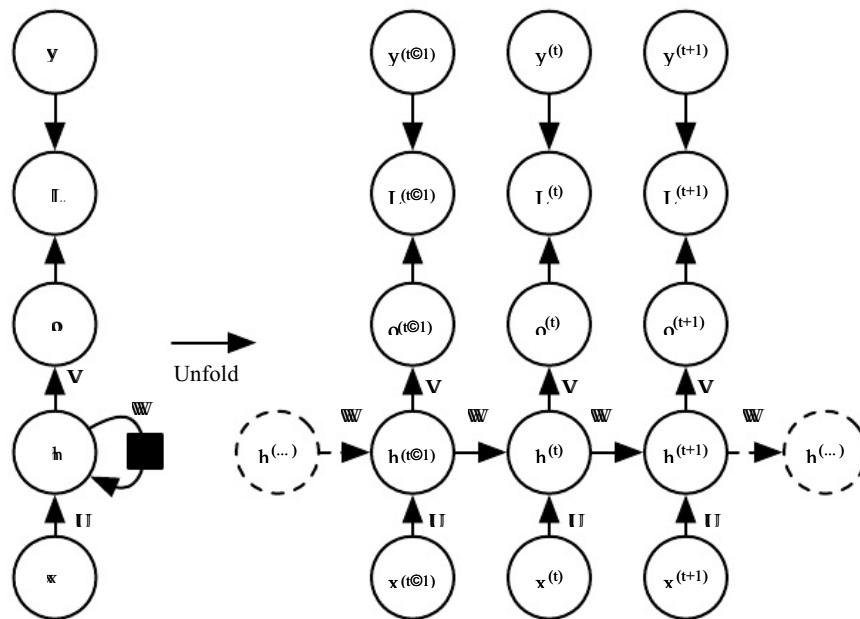 y y(t©1) y(t) y(t+1)
L L(t©1) L(t) L(t+1)
o o(t©1) o(t) o(t+1)
Unfold
V V V V
W W W W W
h h(...) h(t©1) h(t) h(t+1) h(...)
U U U U
x x(t©1) x(t) x(t+1)